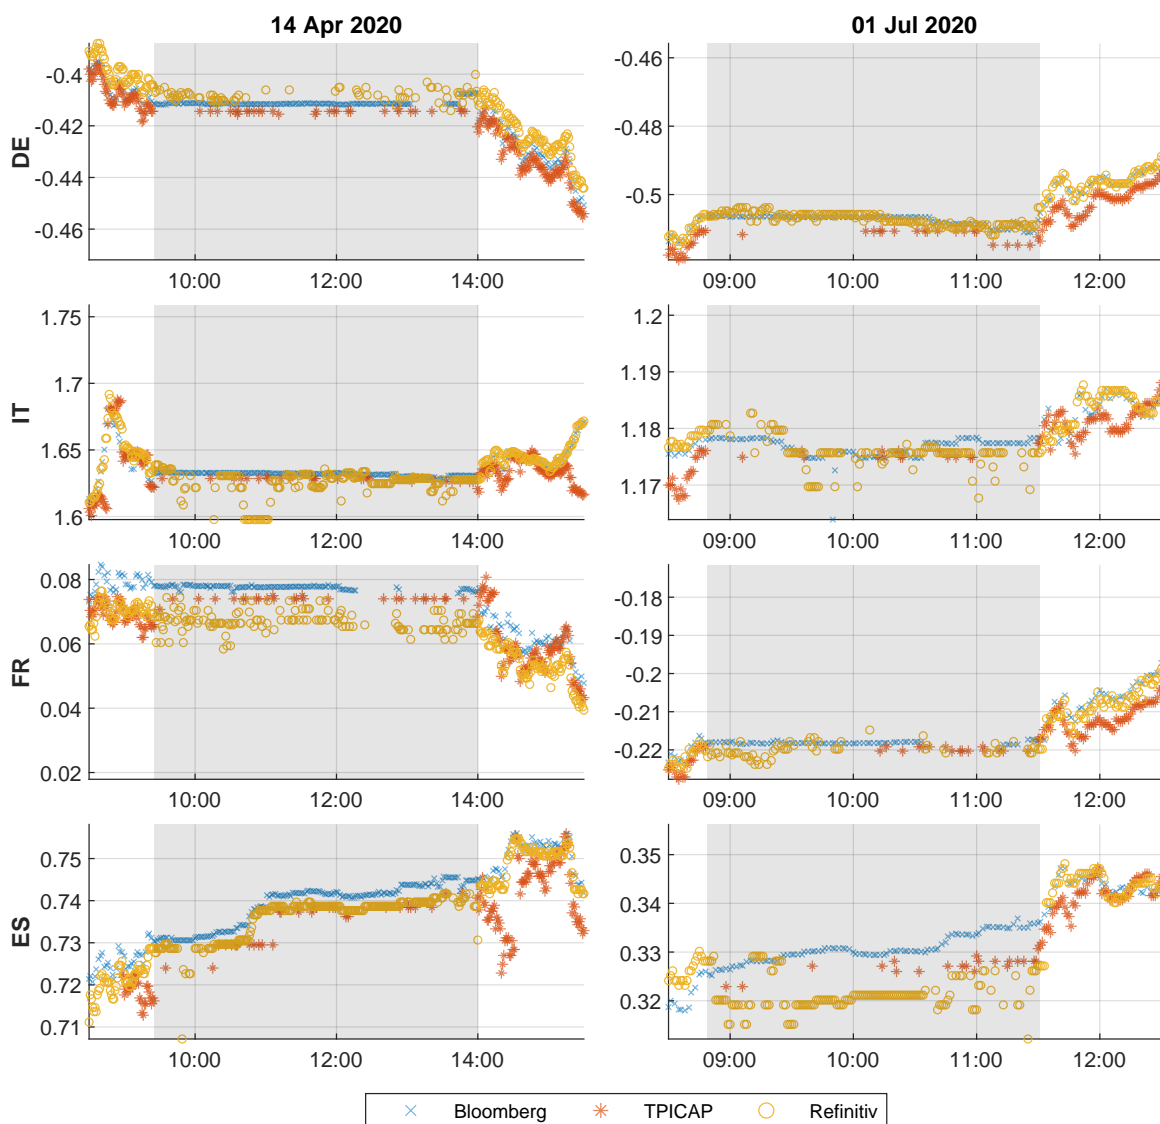 14 Apr 2020 01 Jul 2020
DE
-0.4
-0.42
-0.44
-0.46
10:00 12:00 14:00
-0.46
-0.48
-0.5
09:00 10:00 11:00 12:00
IT
1.75
1.7
1.65
1.6
10:00 12:00 14:00
1.2
1.19
1.18
1.17
09:00 10:00 11:00 12:00
FR
0.08
0.06
0.04
0.02
10:00 12:00 14:00
-0.18
-0.19
-0.2
-0.21
-0.22
09:00 10:00 11:00 12:00
ES
0.75
0.74
0.73
0.72
0.71
10:00 12:00 14:00
0.35
0.34
0.33
0.32
09:00 10:00 11:00 12:00
Bloomberg TPICAP Refinitiv